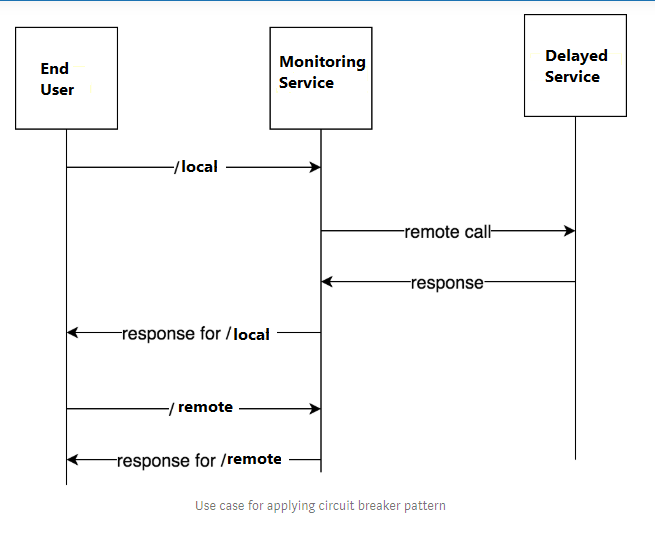 End
User
Monitoring
Service
Delayed
Service
/local
remote call
response
response for /local
/ remote
response for /remote
Use case for applying circuit breaker pattern